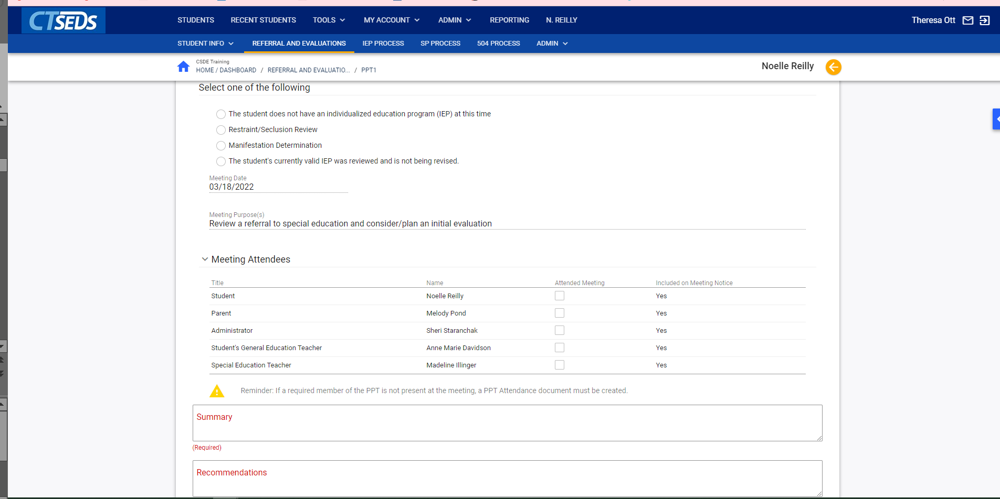 CTSEDS
STUDENTS RECENT STUDENTS TOOLS MY ACCOUNT ADMIN REPORTING N. REILLY
Theresa Ott
STUDENT INFO REFERRAL AND EVALUATIONS IEP PROCESS SP PROCESS 504 PROCESS ADMIN
CSDE Training
HOME / DASHBOARD / REFERRAL AND EVALUATIO... / PPT1
Noelle Reilly
Select one of the following
The student does not have an individualized education program (IEP) at this time
Restraint/Seclusion Review
Manifestation Determination
The student's currently valid IEP was reviewed and is not being revised.
Meeting Date
03/18/2022
Meeting Purpose(s)
Review a referral to special education and consider/plan an initial evaluation
Meeting Attendees
Title Name Attended Meeting Included on Meeting Notice
Student Noelle Reilly Yes
Parent Melody Pond Yes
Administrator Sheri Staranchak Yes
Student's General Education Teacher Anne Marie Davidson Yes
Special Education Teacher Madeline Illinger Yes
Reminder: If a required member of the PPT is not present at the meeting, a PPT Attendance document must be created.
Summary
(Required)
Recommendations